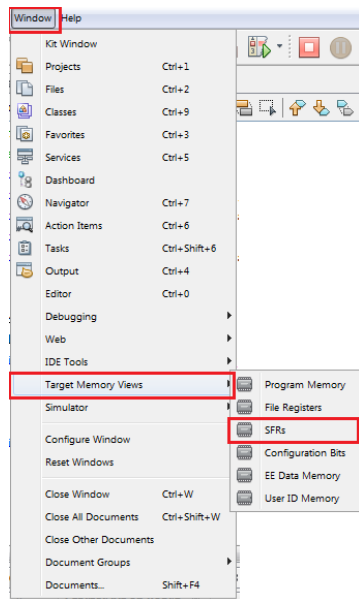 Window Help
Kit Window
Projects Ctrl+1
Files Ctrl+2
Classes Ctrl+9
Favorites Ctrl+3
Services Ctrl+5
Dashboard
Navigator Ctrl+7
Action Items Ctrl+6
Tasks Ctrl+Shift+6
Output Ctrl+4
Editor Ctrl+0
Debugging
Web
IDE Tools
Target Memory Views
Simulator
Configure Window
Reset Windows
Close Window Ctrl+W
Close All Documents Ctrl+Shift+W
Close Other Documents
Document Groups
Documents... Shift+F4
Program Memory
File Registers
SFRs
Configuration Bits
EE Data Memory
User ID Memory